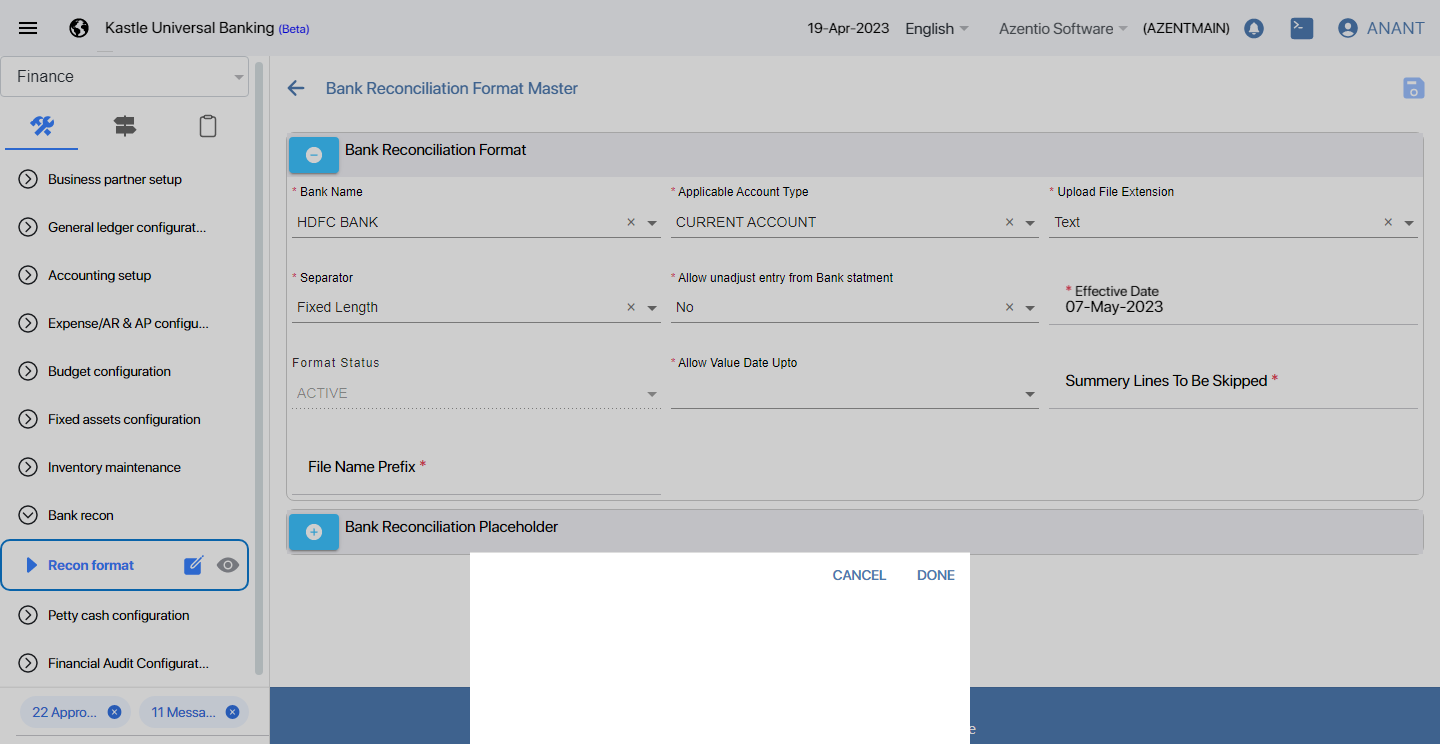 Kastle Universal Banking (Beta)
19-Apr-2023
English
Azentio Software
(AZENTMAIN)
ANANT
Finance
Business partner setup
General ledger configurat...
Accounting setup
Expense/AR & AP configu...
Budget configuration
Fixed assets configuration
Inventory maintenance
Bank recon
Recon format
Petty cash configuration
Financial Audit Configurat...
22 Appro...
11 Messa...
Bank Reconciliation Format Master
Bank Reconciliation Format
* Bank Name
* Applicable Account Type
* Upload File Extension
HDFC BANK
CURRENT ACCOUNT
Text
* Separator
* Allow unadjust entry from Bank statment
* Effective Date
Fixed Length
No
07-May-2023
Format Status
* Allow Value Date Upto
ACTIVE
Summery Lines To Be Skipped *
File Name Prefix *
Bank Reconciliation Placeholder
CANCEL
DONE